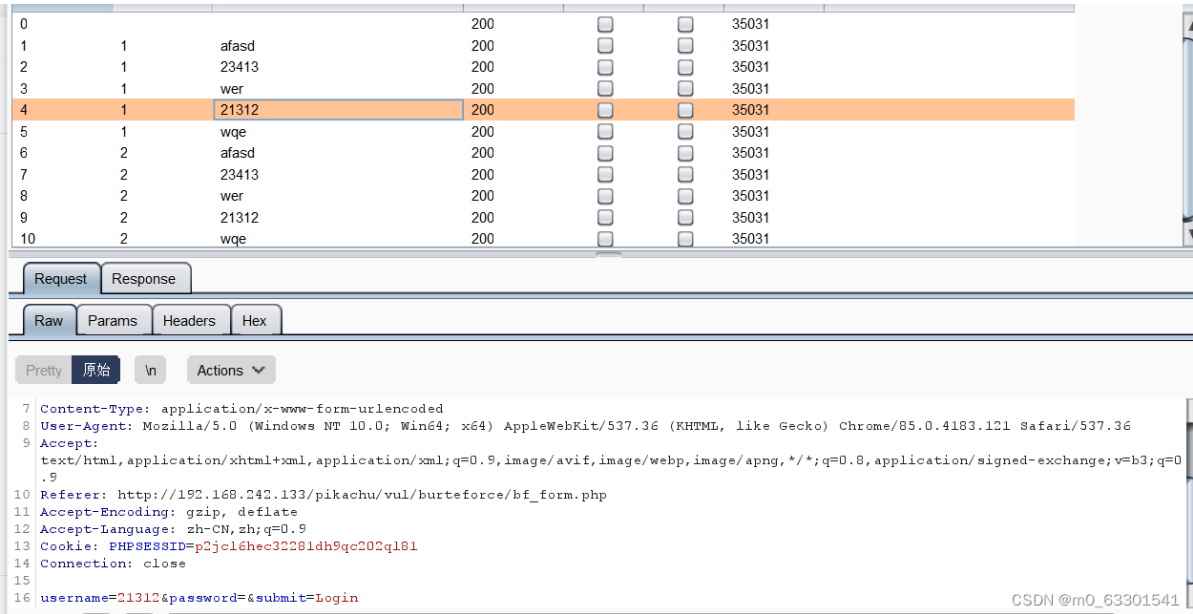 0 200 35031
1 1 afasd 200 35031
2 1 23413 200 35031
3 1 wer 200 35031
4 1 21312 200 35031
5 1 wqe 200 35031
6 2 afasd 200 35031
7 2 23413 200 35031
8 2 wer 200 35031
9 2 21312 200 35031
10 2 wqe 200 35031
Request Response
Raw Params Headers Hex
Pretty 原始 \n Actions
7 Content-Type: application/x-www-form-urlencoded
8 User-Agent: Mozilla/5.0 (Windows NT 10.0; Win64; x64) AppleWebKit/537.36 (KHTML, like Gecko) Chrome/85.0.4183.121 Safari/537.36
9 Accept:
text/html,application/xhtml+xml,application/xml;q=0.9,image/avif,image/webp,image/apng,*/*;q=0.8,application/signed-exchange;v=b3;q=0
.9
10 Referer: http://192.168.242.133/pikachu/vul/burteforce/bf_form.php
11 Accept-Encoding: gzip, deflate
12 Accept-Language: zh-CN,zh;q=0.9
13 Cookie: PHPSESSID=p2jcl6hec32281dh9qc202ql81
14 Connection: close
15
16 username=21312&password=&submit=Login
CSDN @m0_63301541